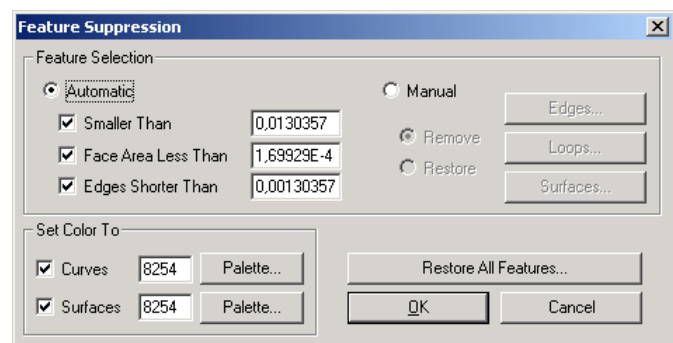 Feature Suppression
Feature Selection
Automatic
Smaller Than 0,0130357
Face Area Less Than 1,69929E-4
Edges Shorter Than 0,00130357
Manual
Remove
Restore
Edges...
Loops...
Surfaces...
Set Color To
Curves 8254 Palette...
Surfaces 8254 Palette...
Restore All Features...
OK Cancel